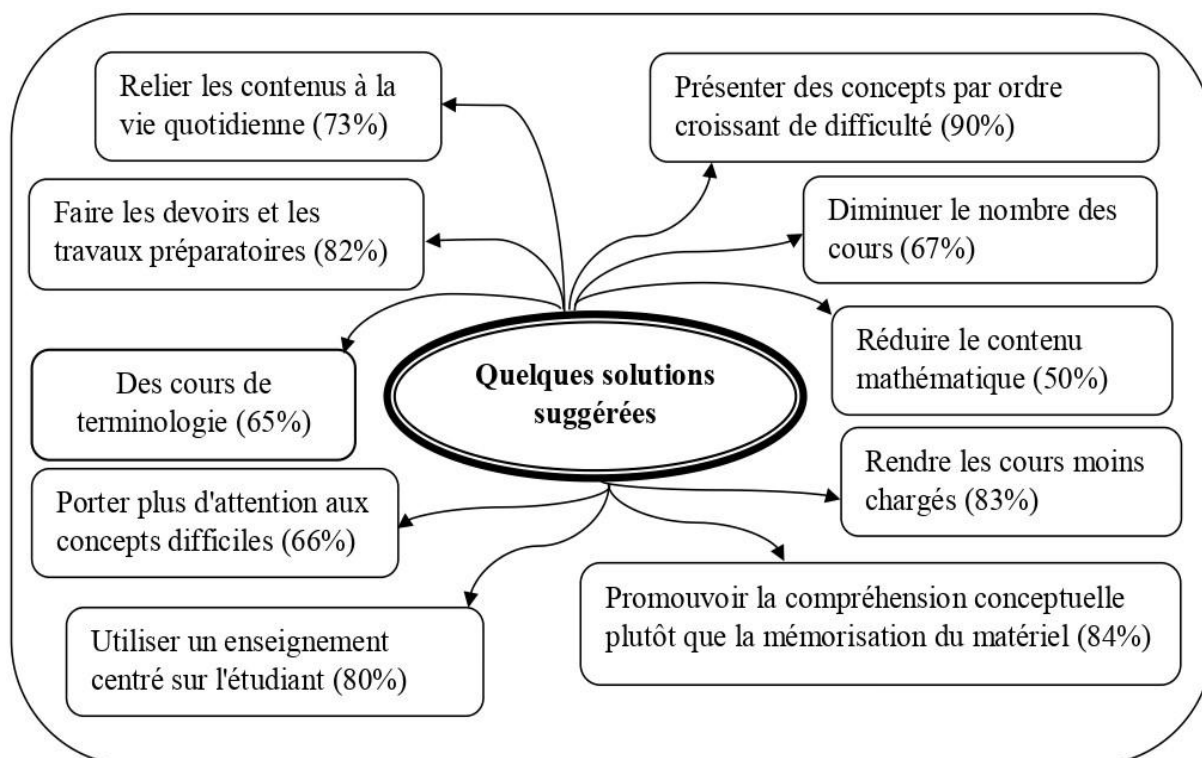 Relier les contenus à la
vie quotidienne (73%)
Présenter des concepts par ordre
croissant de difficulté (90%)
Faire les devoirs et les
travaux préparatoires (82%)
Diminuer le nombre des
cours (67%)
Des cours de
terminologie (65%)
Quelques solutions
suggérées
Réduire le contenu
mathématique (50%)
Rendre les cours moins
chargés (83%)
Porter plus d'attention aux
concepts difficiles (66%)
Promouvoir la compréhension conceptuelle
plutôt que la mémorisation du matériel (84%)
Utiliser un enseignement
centré sur l'étudiant (80%)